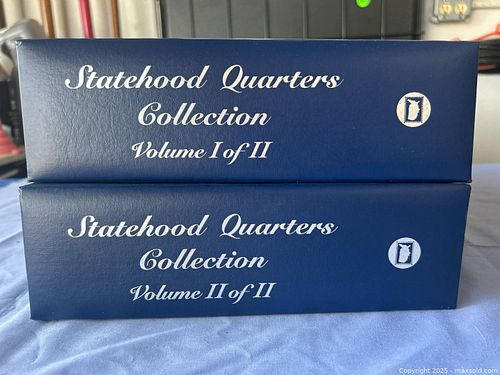 Statehood Quarters
Collection
Volume I of II
Statehood Quarters
Collection
Volume II of II
Copyright 2025 - maxsold.com